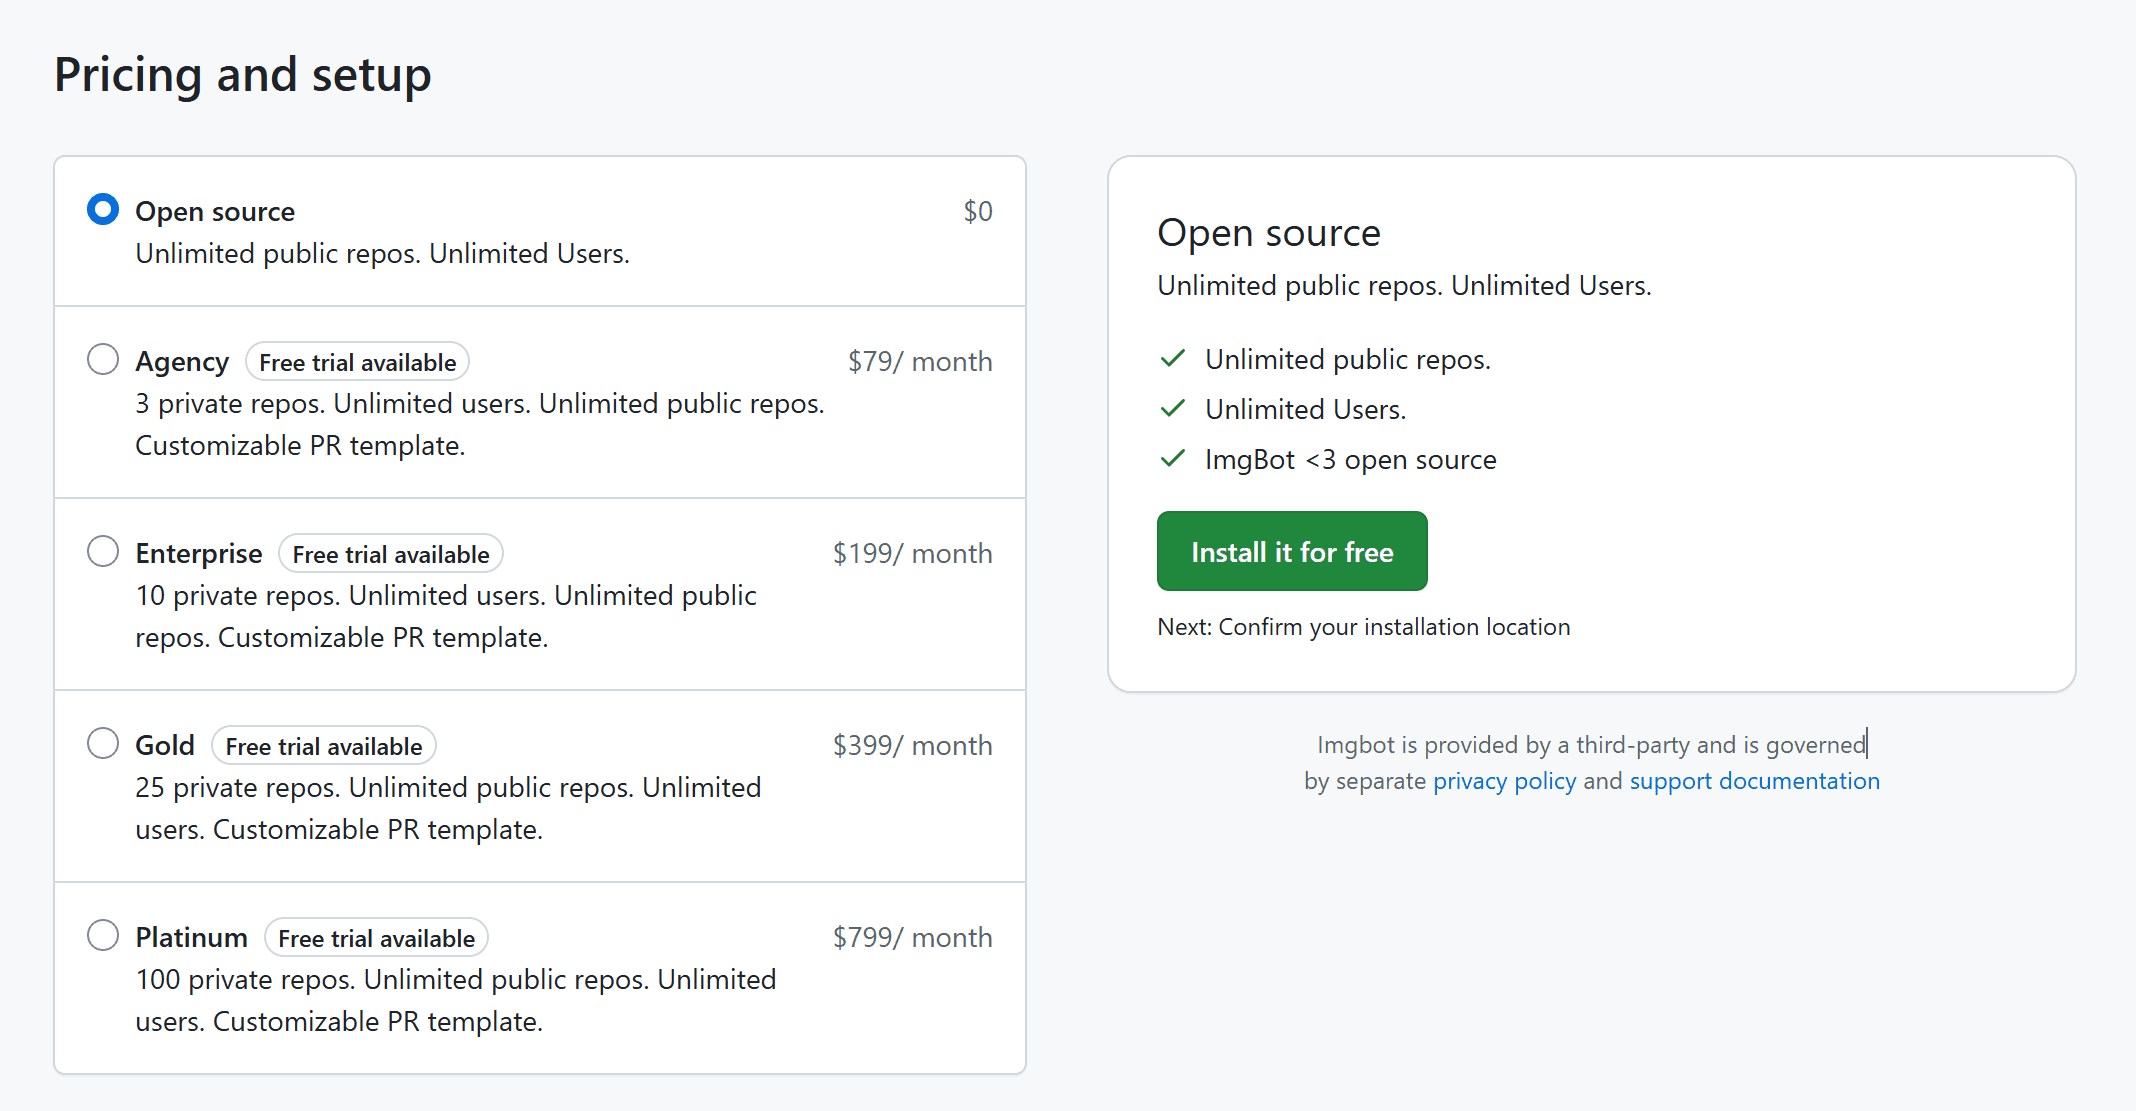 Pricing and setup
Open source
$0
Unlimited public repos. Unlimited Users.
Agency
Free trial available
$79/ month
3 private repos. Unlimited users. Unlimited public repos.
Customizable PR template.
Enterprise
Free trial available
$199/ month
10 private repos. Unlimited users. Unlimited public
repos. Customizable PR template.
Gold
Free trial available
$399/ month
25 private repos. Unlimited public repos. Unlimited
users. Customizable PR template.
Platinum
Free trial available
$799/ month
100 private repos. Unlimited public repos. Unlimited
users. Customizable PR template.
Open source
Unlimited public repos. Unlimited Users.
Unlimited public repos.
Unlimited Users.
ImgBot <3 open source
Install it for free
Next: Confirm your installation location
Imgbot is provided by a third-party and is governed
by separate privacy policy and support documentation